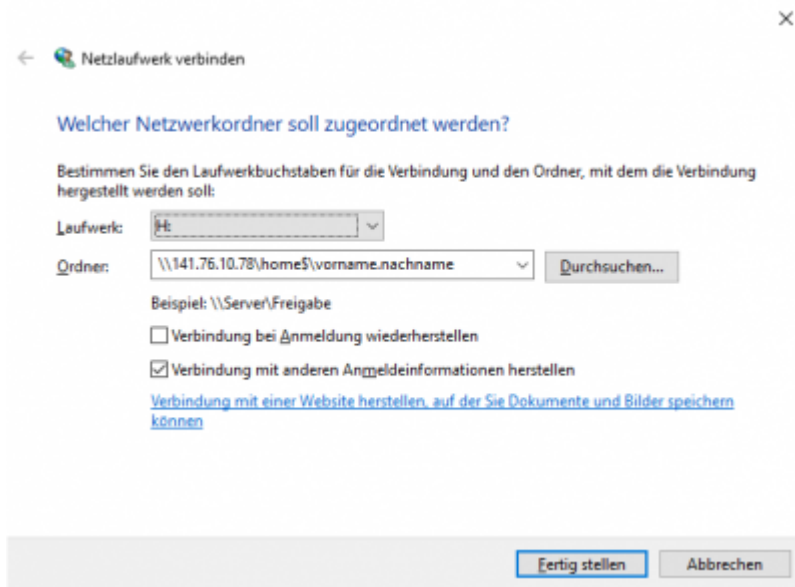 Netzlaufwerk verbinden
Welcher Netzwerkordner soll zugeordnet werden?
Bestimmen Sie den Laufwerkbuchstaben für die Verbindung und den Ordner, mit dem die Verbindung
hergestellt werden soll:
Laufwerk: H:
Ordner: \\141.76.10.78\home$\vorname.nachname Durchsuchen...
Beispiel: \\Server\Freigabe
Verbindung bei Anmeldung wiederherstellen
Verbindung mit anderen Anmeldeinformationen herstellen
Verbindung mit einer Website herstellen, auf der Sie Dokumente und Bilder speichern
können
Fertig stellen Abbrechen